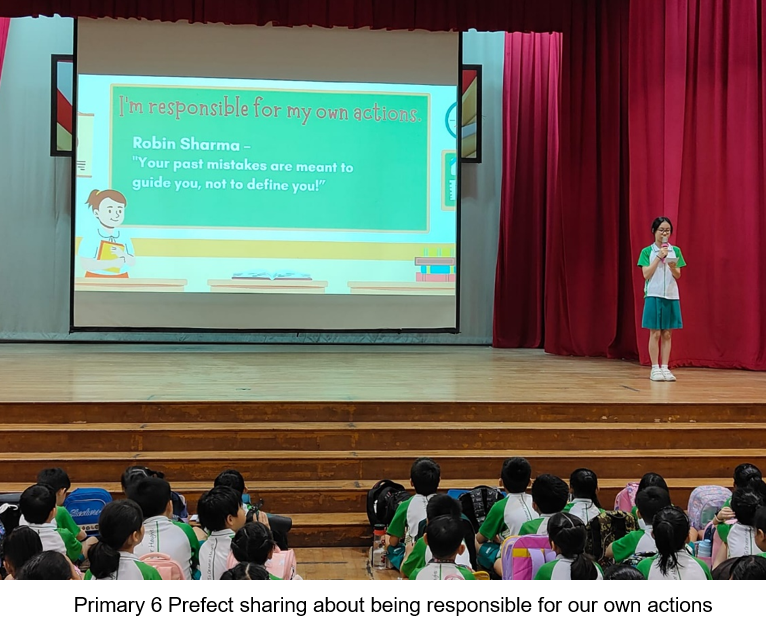 I'm responsible for my own actions.
Robin Sharma -
"Your past mistakes are meant to
guide you, not to define you!”
Primary 6 Prefect sharing about being responsible for our own actions